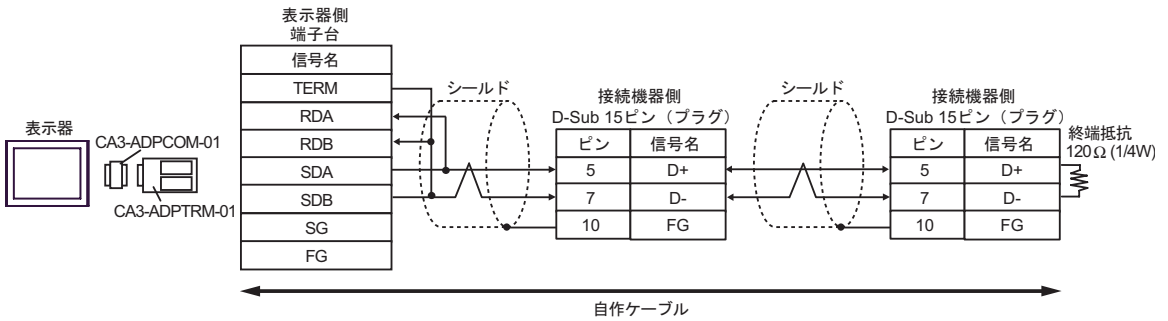 表示器
CA3-ADPCOM-01
CA3-ADPTRM-01
表示器側
端子台
信号名
TERM
RDA
RDB
SDA
SDB
SG
FG
シールド
接続機器側
D-Sub 15ピン（プラグ）
ピン 信号名
5 D+
7 D-
10 FG
シールド
接続機器側
D-Sub 15ピン（プラグ）
ピン 信号名
5 D+
7 D-
10 FG
終端抵抗
120Ω (1/4W)
自作ケーブル